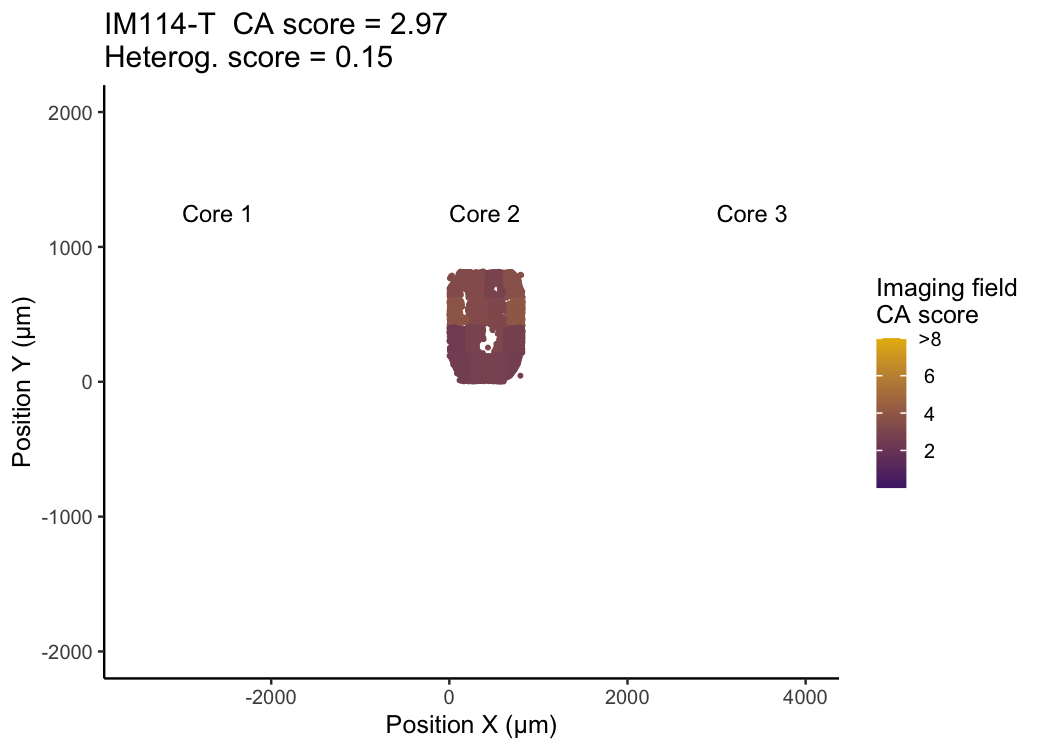 IM114-T  CA score = 2.97
Heterog. score = 0.15
2000
1000
0
-1000
-2000
Position Y (μm)
Core 1
Core 2
Core 3
-2000
0
2000
4000
Position X (μm)
Imaging field
CA score
>8
6
4
2